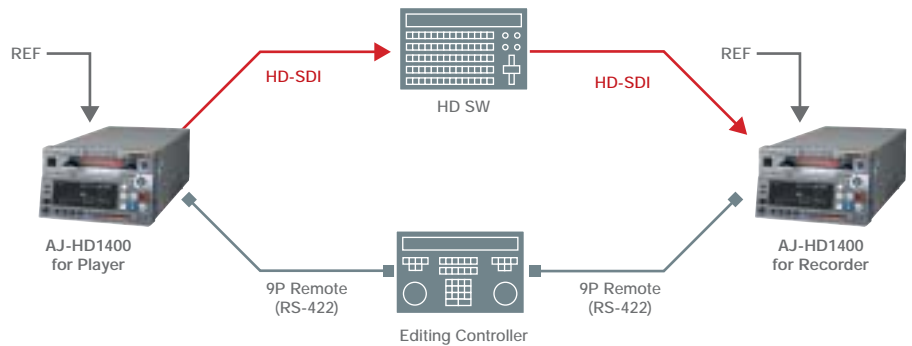 REF
HD-SDI
HD SW
HD-SDI
REF
AJ-HD1400
for Player
9P Remote
(RS-422)
Editing Controller
9P Remote
(RS-422)
AJ-HD1400
for Recorder